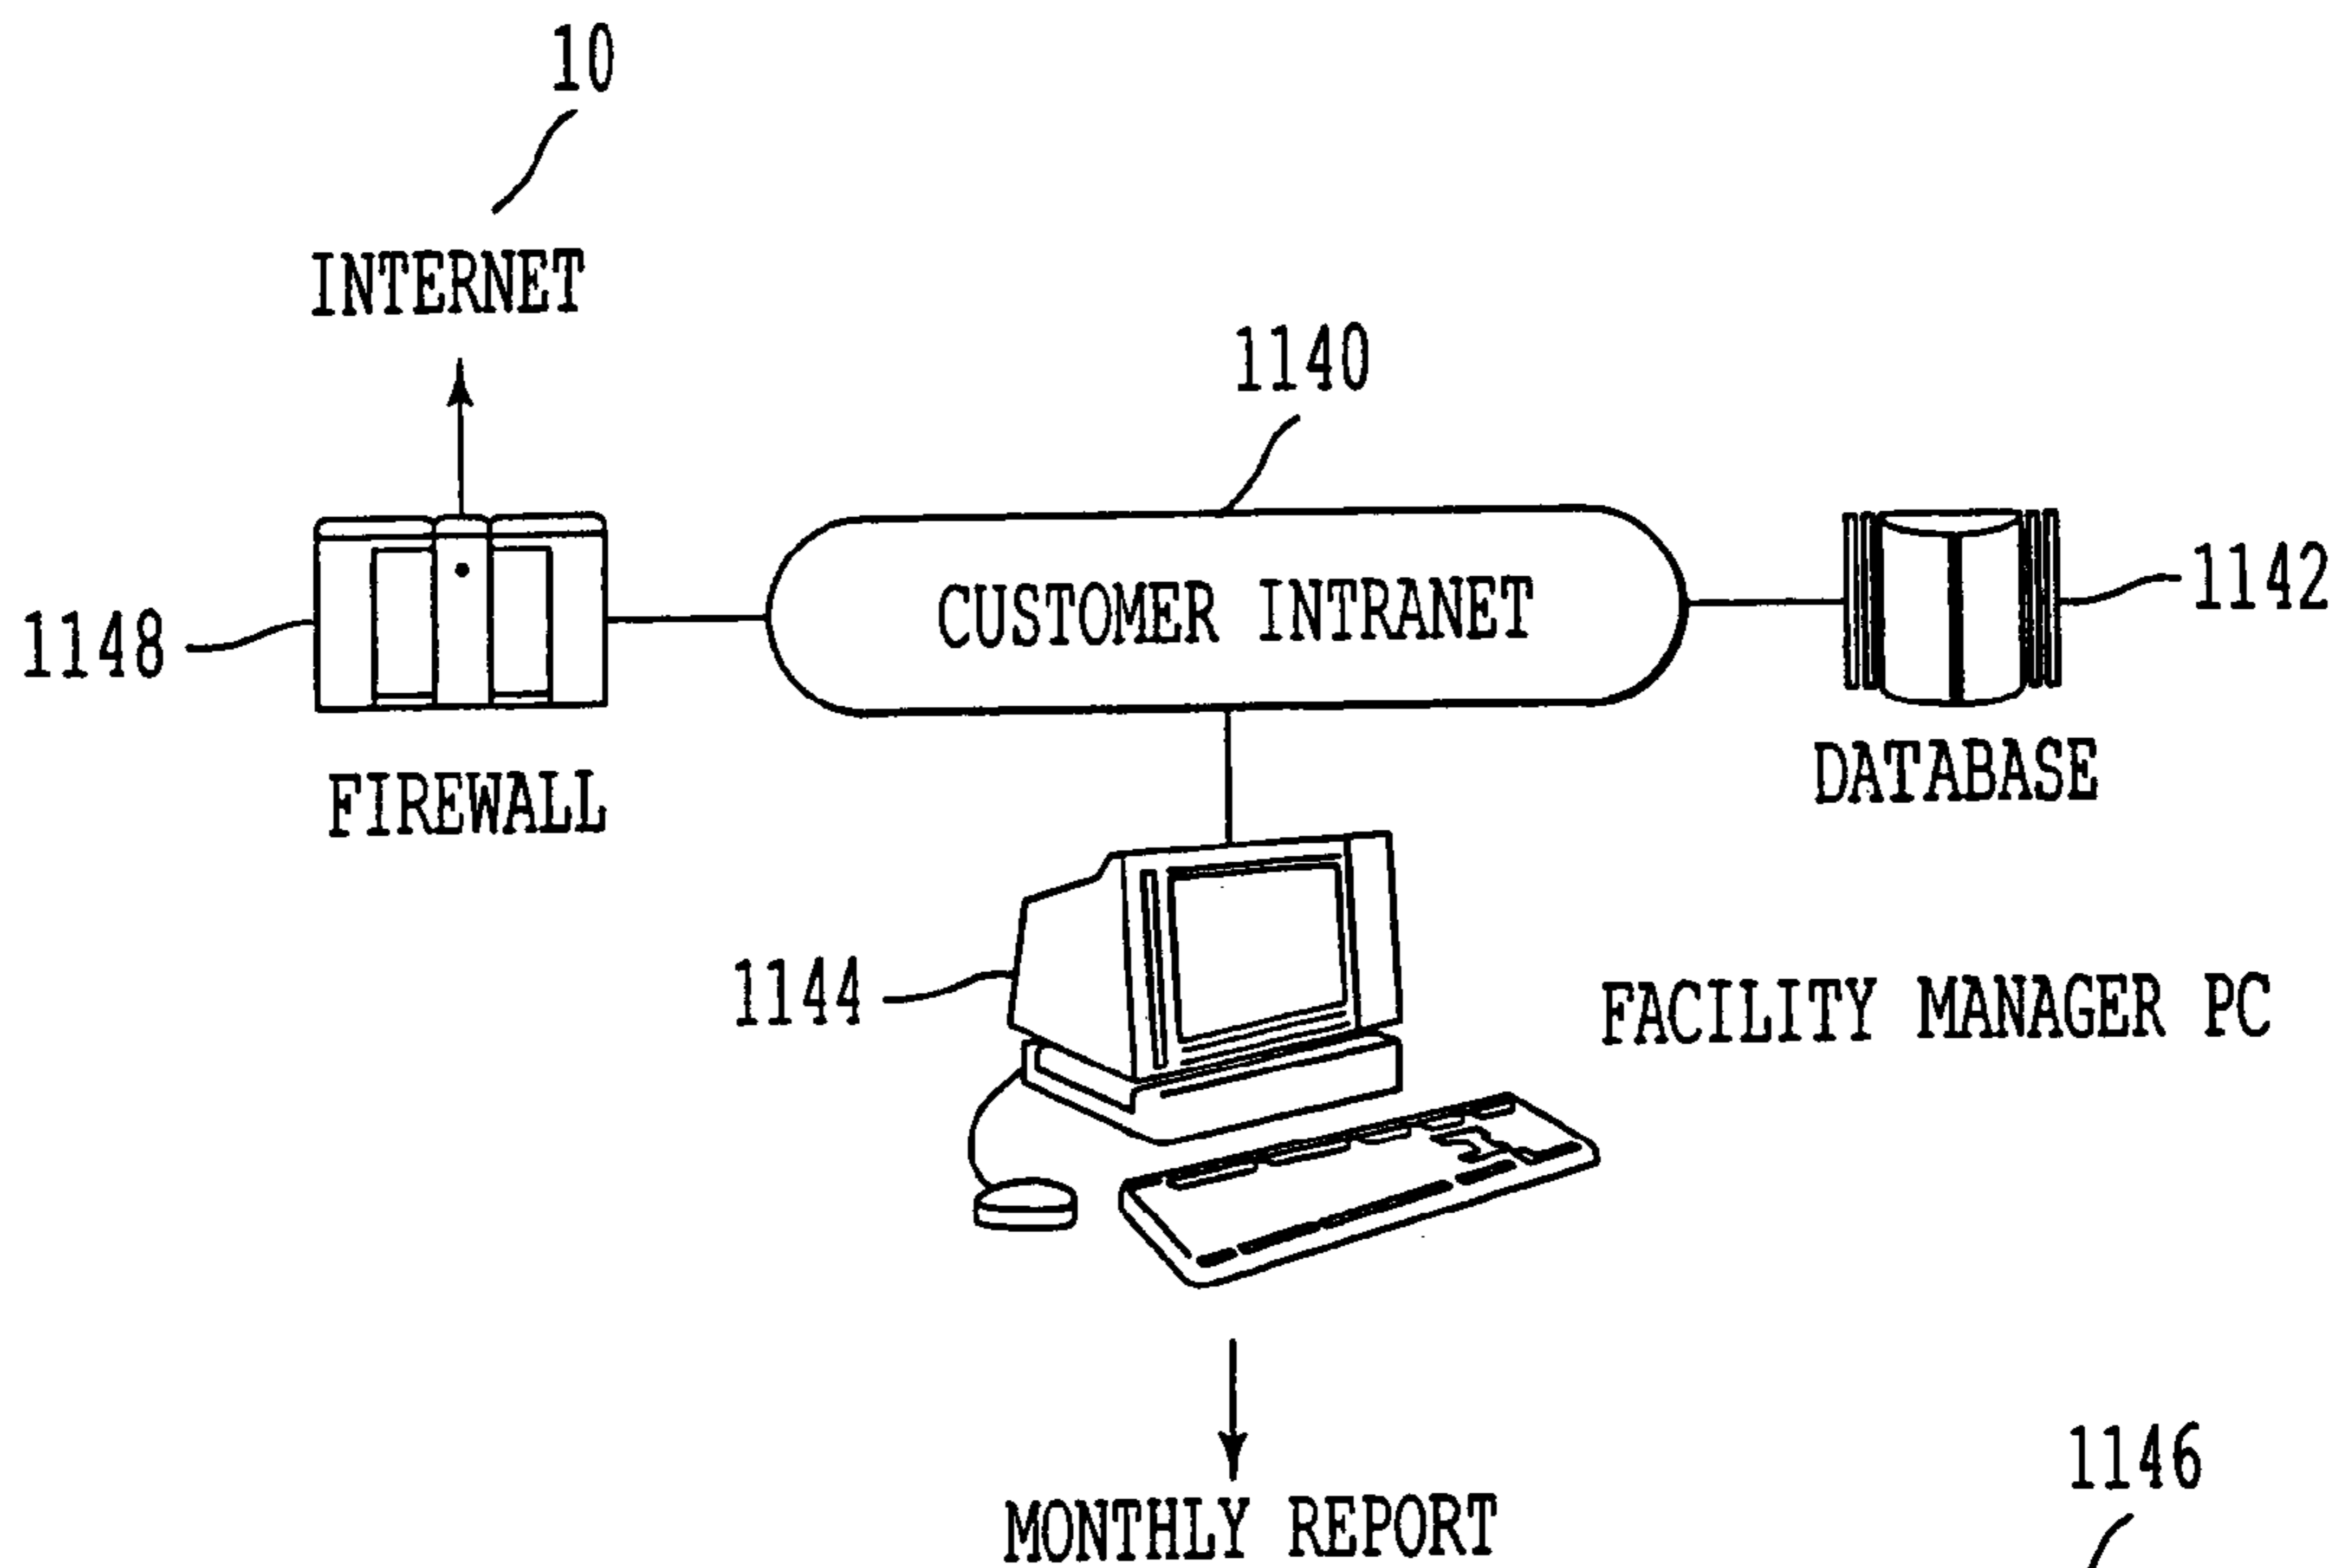 10
INTERNET
1140
CUSTOMER INTRANET
1142
1148
FIREWALL
DATABASE
1144
FACILITY MANAGER PC
1146
MONTHLY REPORT